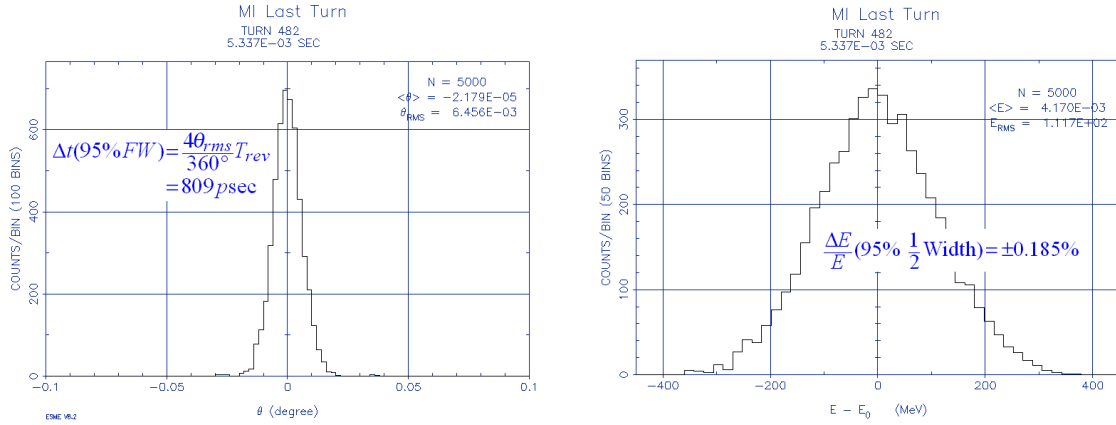 MI Last Turn
TURN 482
5.337E−03 SEC
N = 5000
<θ> = −2.179E−05
θRMS = 6.456E−03
Δt(95%FW)=4θrms/360° Trev
=809psec
COUNTS/BIN (100 BINS)
600
400
200
0
−0.1
−0.05
0
0.05
0.1
θ (degree)
ESME V8.2
MI Last Turn
TURN 482
5.337E−03 SEC
N = 5000
<E> = 4.170E−03
ERMS = 1.117E+02
ΔE/E(95% 1/2 Width)=±0.185%
COUNTS/BIN (50 BINS)
300
200
100
0
−400
−200
0
200
400
E − E0 (MeV)